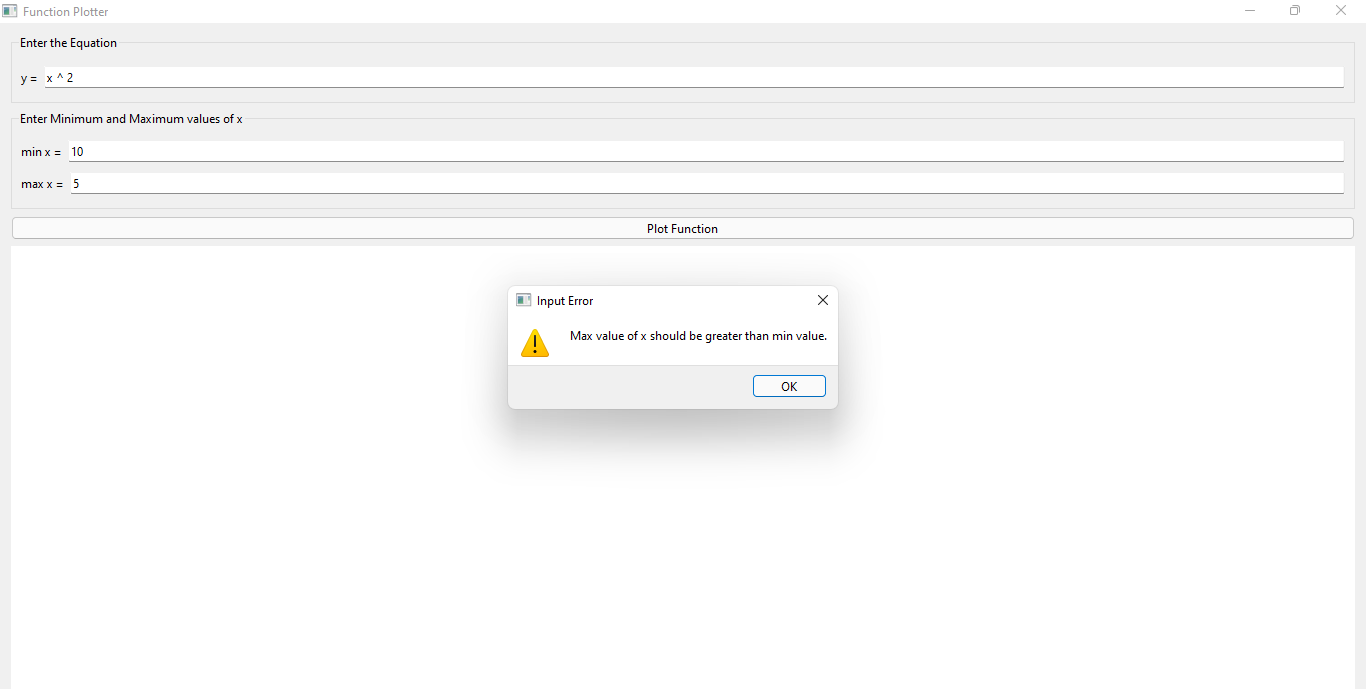 Function Plotter
Enter the Equation
y = x ^ 2
Enter Minimum and Maximum values of x
min x = 10
max x = 5
Plot Function
Input Error
Max value of x should be greater than min value.
OK